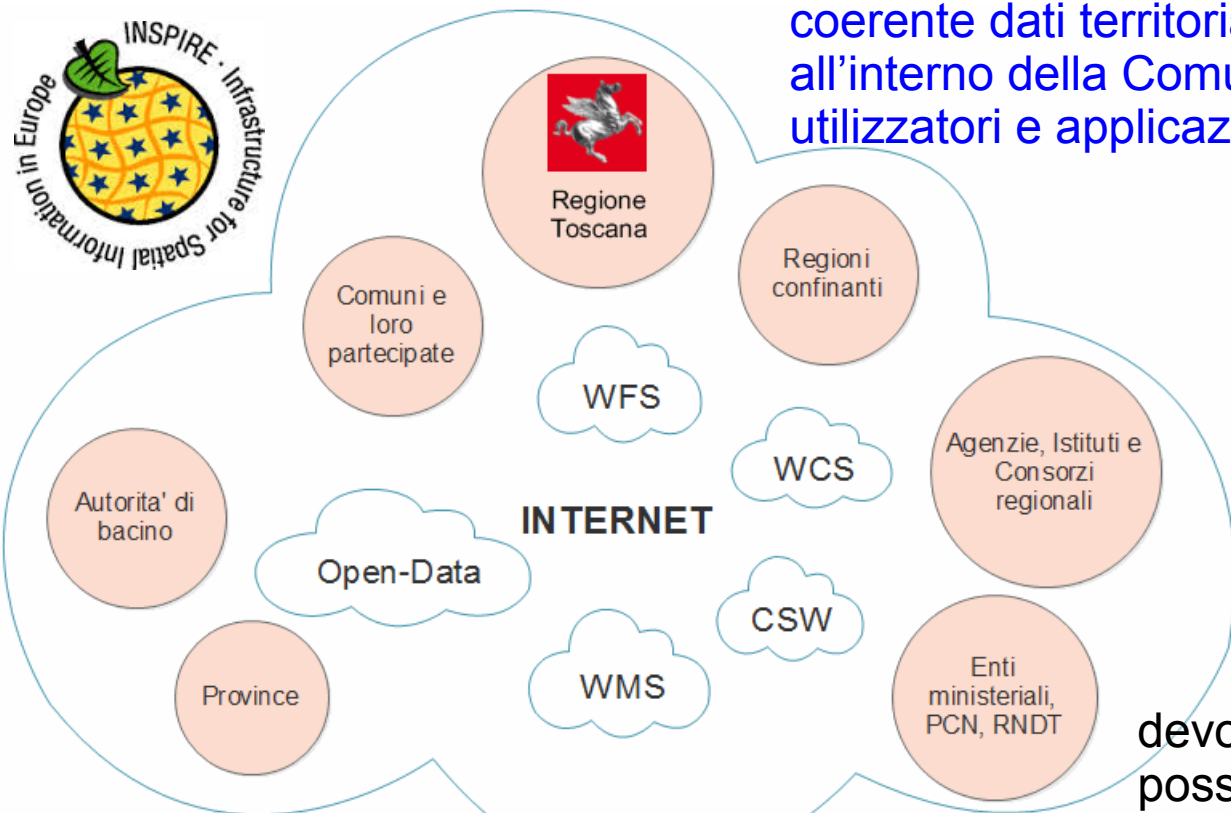 INSPIRE · Infrastructure for Spatial Information in Europe
coerente dati territoria
all’interno della Comu
utilizzatori e applicaz
Regione
Toscana
Regioni
confinanti
Comuni e
loro
partecipate
WFS
WCS
Agenzie, Istituti e
Consorzi
regionali
Autorita' di
bacino
INTERNET
Open-Data
CSW
WMS
Province
Enti
ministeriali,
PCN, RNDT
devo
poss